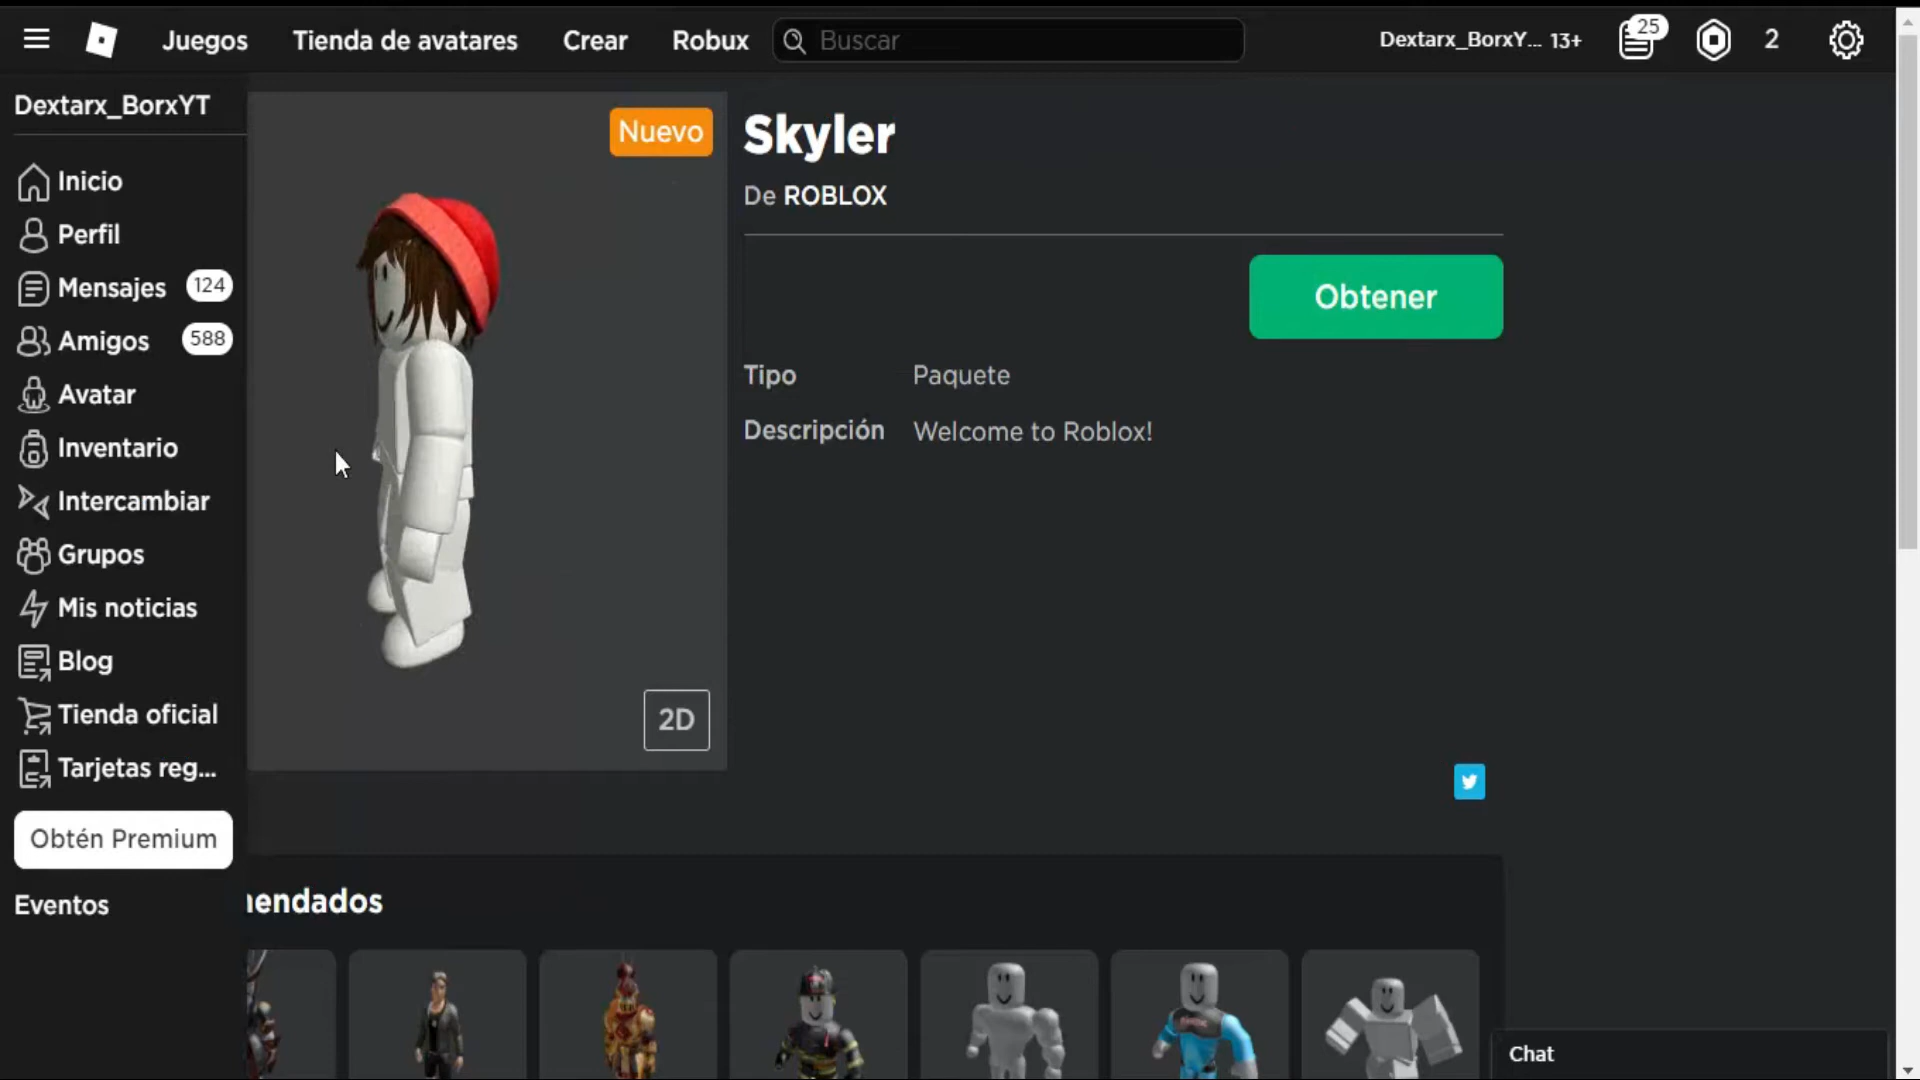 Juegos
Tienda de avatares
Crear
Robux
Buscar
Dextarx_BorxY... 13+
25
2
Dextarx_BorxYT
Inicio
Perfil
Mensajes 124
Amigos 588
Avatar
Inventario
Intercambiar
Grupos
Mis noticias
Blog
Tienda oficial
Tarjetas reg...
Obtén Premium
Eventos
Nuevo
2D
Skyler
De ROBLOX
Obtener
Tipo Paquete
Descripción Welcome to Roblox!
endados
Chat